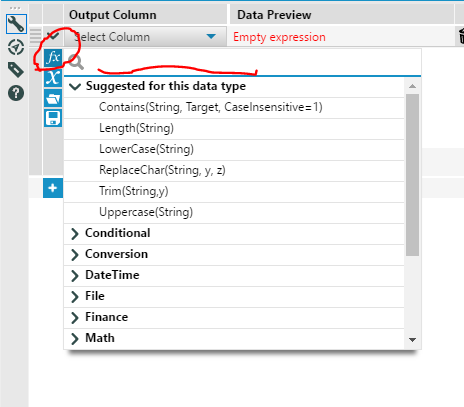 Output Column Data Preview
Select Column Empty expression
fx
X
Suggested for this data type
Contains(String, Target, CaseInsensitive=1)
Length(String)
LowerCase(String)
ReplaceChar(String, y, z)
Trim(String,y)
Uppercase(String)
Conditional
Conversion
DateTime
File
Finance
Math